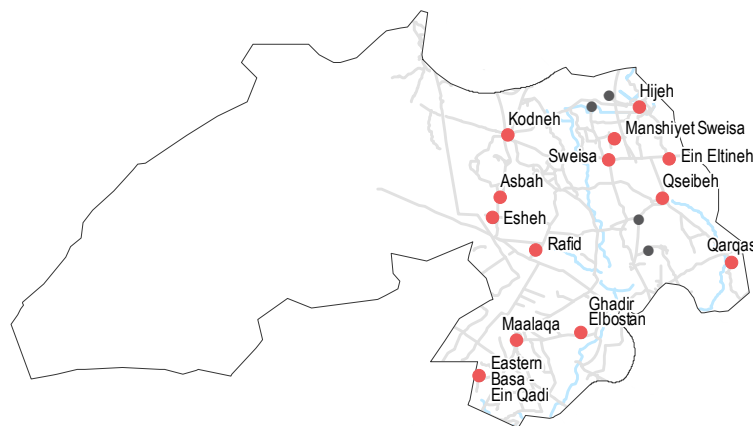 Hijeh
Kodneh
Manshiyet Sweisa
Sweisa
Ein Eltineh
Asbah
Qseibeh
Esheh
Rafid
Qarqas
Ghadir
Elbostan
Maalaqa
Eastern
Basa -
Ein Qadi